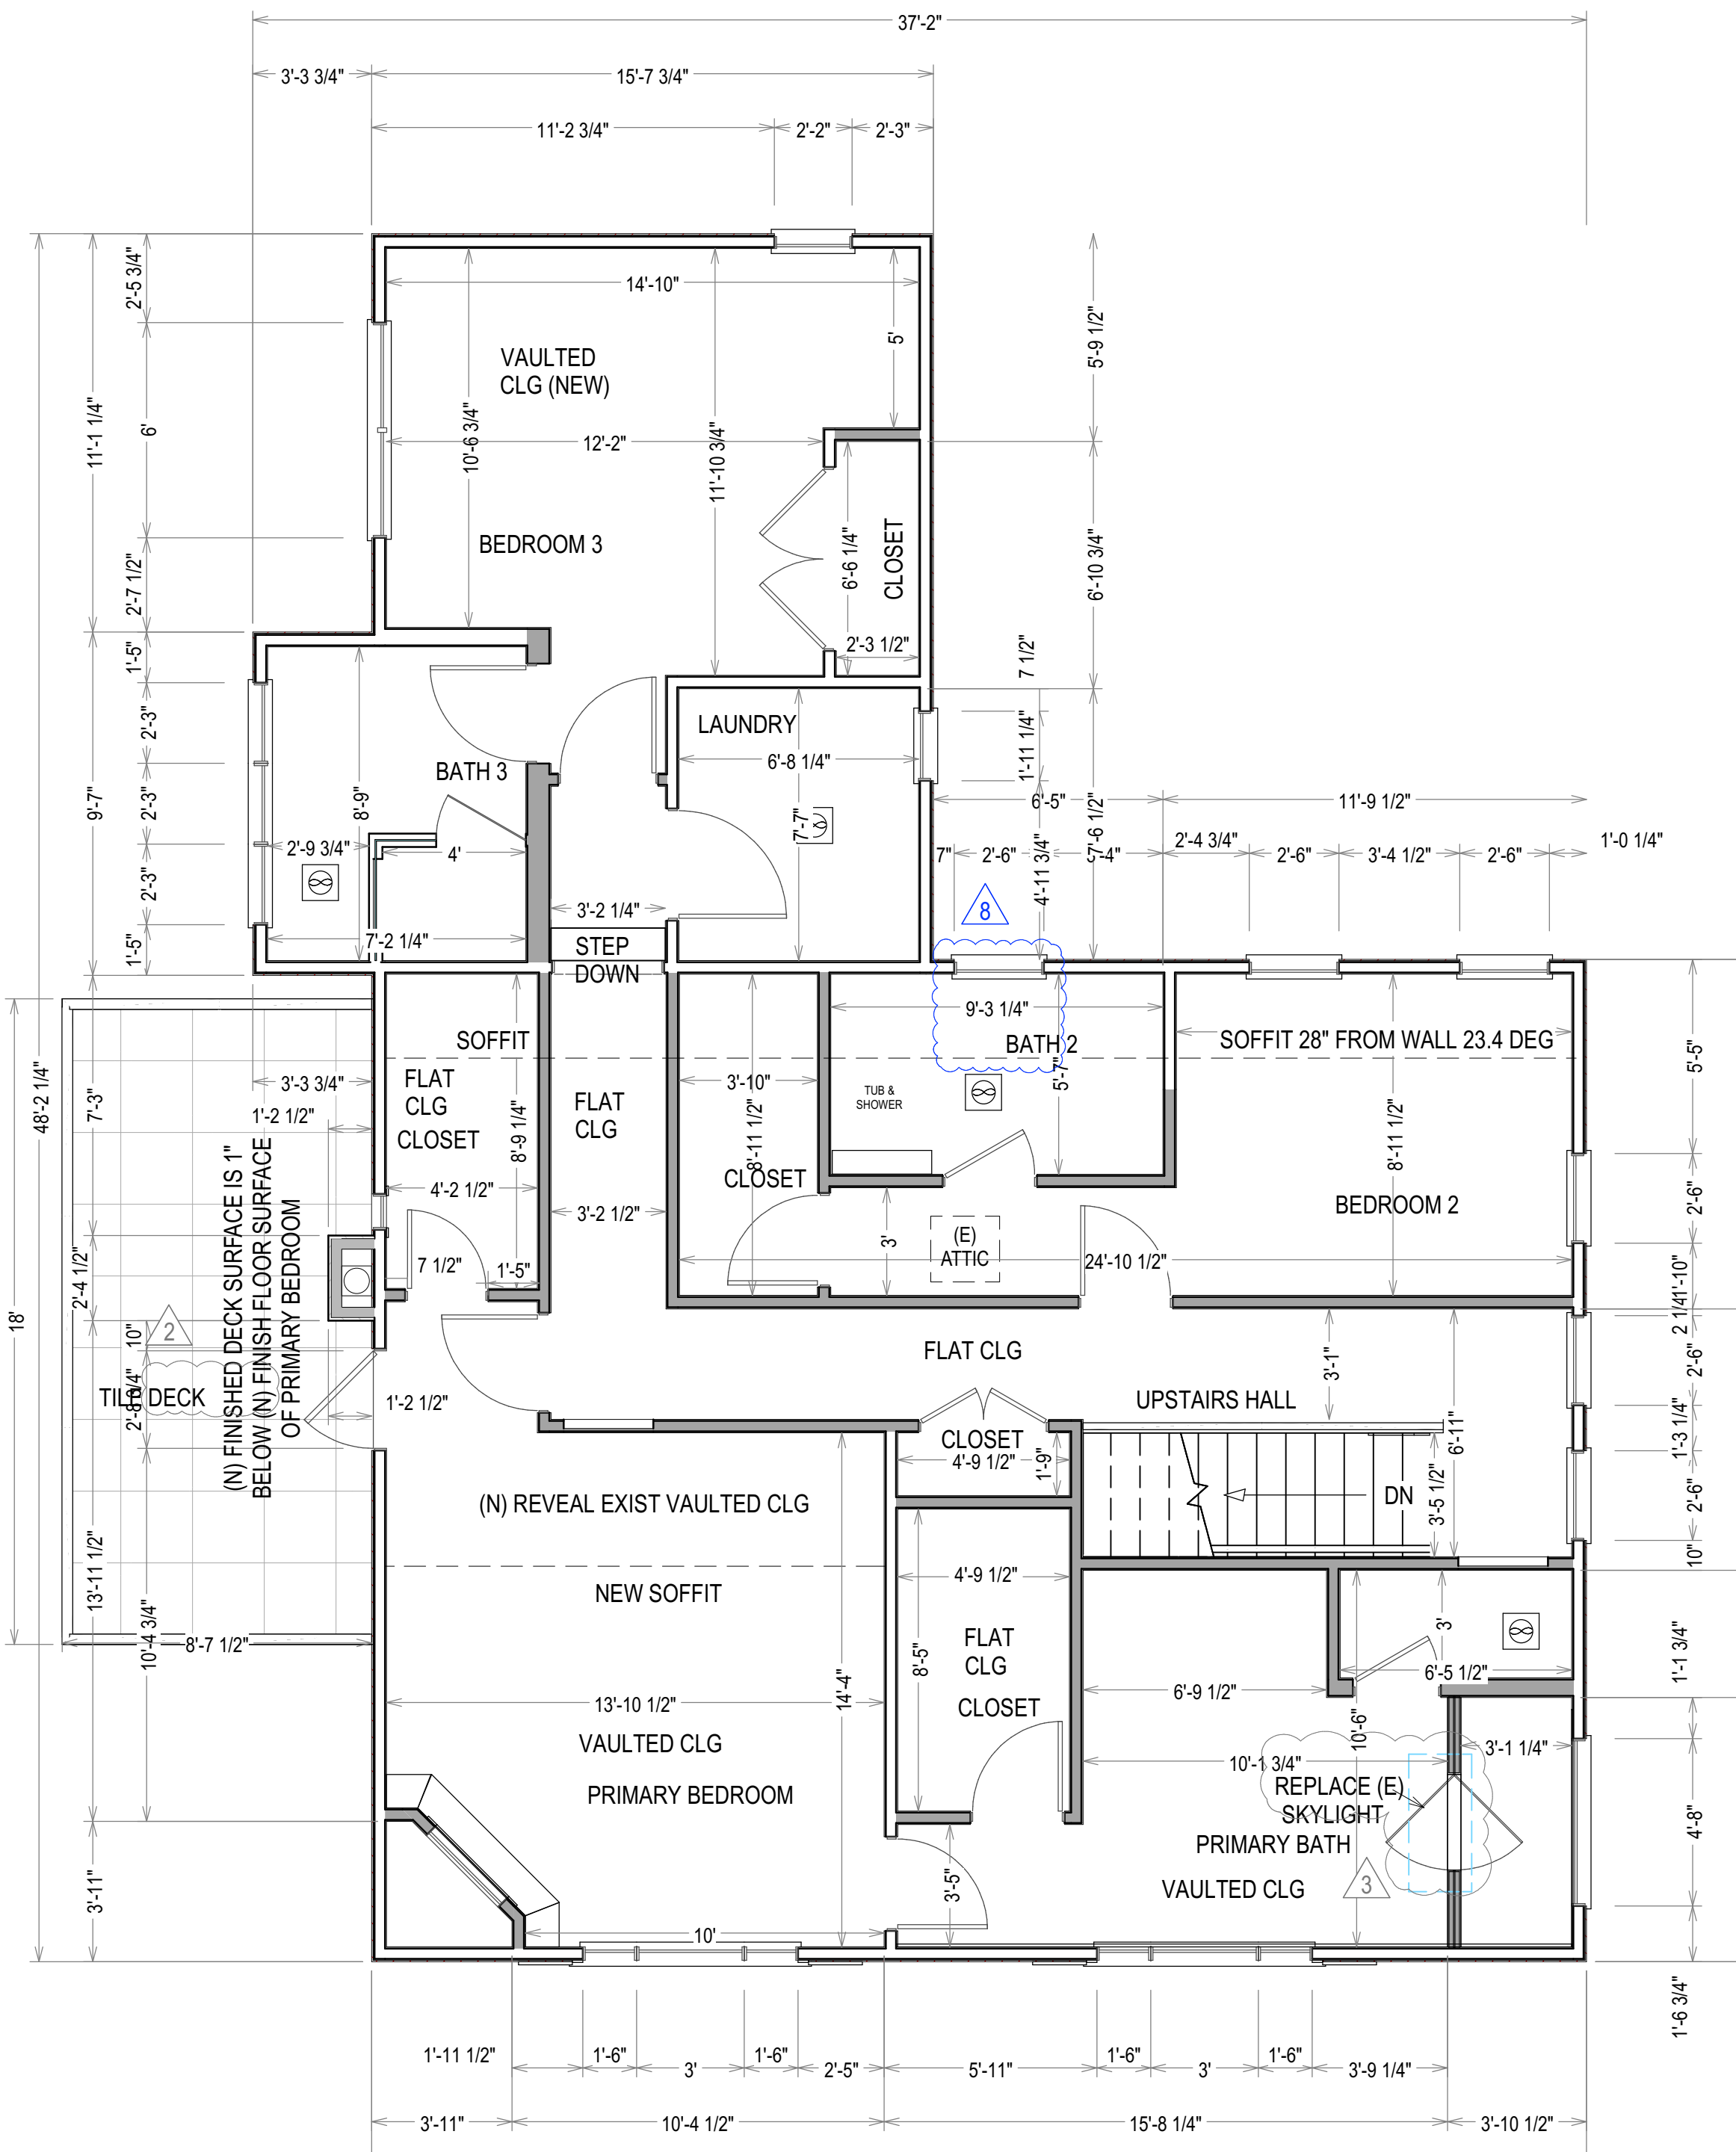 37'-2"
3'-3 3/4"
15'-7 3/4"
11'-2 3/4"
2'-2"
2'-3"
2'-5 3/4"
14'-10"
5'
5'-9 1/2"
VAULTED
CLG (NEW)
11'-1 1/4"
6'
10'-6 3/4"
12'-2"
11'-10 3/4"
BEDROOM 3
6'-6 1/4"
CLOSET
6'-10 3/4"
2'-7 1/2"
1'-5"
2'-3 1/2"
7 1/2"
2'-3"
LAUNDRY
6'-8 1/4"
1'-11 1/4"
BATH 3
9'-7"
2'-3"
8'-9"
7'-7"
6'-5"
7'-6 1/2"
11'-9 1/2"
2'-9 3/4"
4'
2'-3"
7"
2'-6"
4'-11 3/4"
2'-4 3/4"
2'-6"
3'-4 1/2"
2'-6"
1'-0 1/4"
3'-2 1/4"
8
1'-5"
7'-2 1/4"
STEP
DOWN
9'-3 1/4"
SOFFIT
BATH 2
SOFFIT 28" FROM WALL 23.4 DEG
5'-5"
48'-2 1/4"
7'-3"
3'-3 3/4"
1'-2 1/2"
FLAT
CLG
CLOSET
8'-9 1/4"
FLAT
CLG
3'-10"
8'-11 1/2"
TUB &
SHOWER
5'-7"
8'-11 1/2"
4'-2 1/2"
CLOSET
3'-2 1/2"
BEDROOM 2
2'-6"
(N) FINISHED DECK SURFACE IS 1"
BELOW (N) FINISH FLOOR SURFACE
OF PRIMARY BEDROOM
3'
(E)
ATTIC
24'-10 1/2"
7 1/2"
1'-5"
1'-10"
2 1/4"
18'
2'-4 1/2"
2
10"
FLAT CLG
3'-1"
2'-6"
TILE DECK
1'-2 1/2"
UPSTAIRS HALL
6'-11"
1'-3 1/4"
CLOSET
4'-9 1/2"
1'-9"
(N) REVEAL EXIST VAULTED CLG
DN
3'-5 1/2"
2'-6"
10"
13'-11 1/2"
10'-4 3/4"
NEW SOFFIT
4'-9 1/2"
8'-7 1/2"
FLAT
CLG
8'-5"
3'
1'-1 3/4"
14'-4"
6'-5 1/2"
13'-10 1/2"
CLOSET
6'-9 1/2"
VAULTED CLG
10'-6"
3'-1 1/4"
10'-1 3/4"
PRIMARY BEDROOM
REPLACE (E)
SKYLIGHT
4'-8"
PRIMARY BATH
3'-11"
3'-5"
VAULTED CLG
3
10'
1'-6 3/4"
1'-11 1/2"
1'-6"
3'
1'-6"
2'-5"
5'-11"
1'-6"
3'
1'-6"
3'-9 1/4"
3'-11"
10'-4 1/2"
15'-8 1/4"
3'-10 1/2"